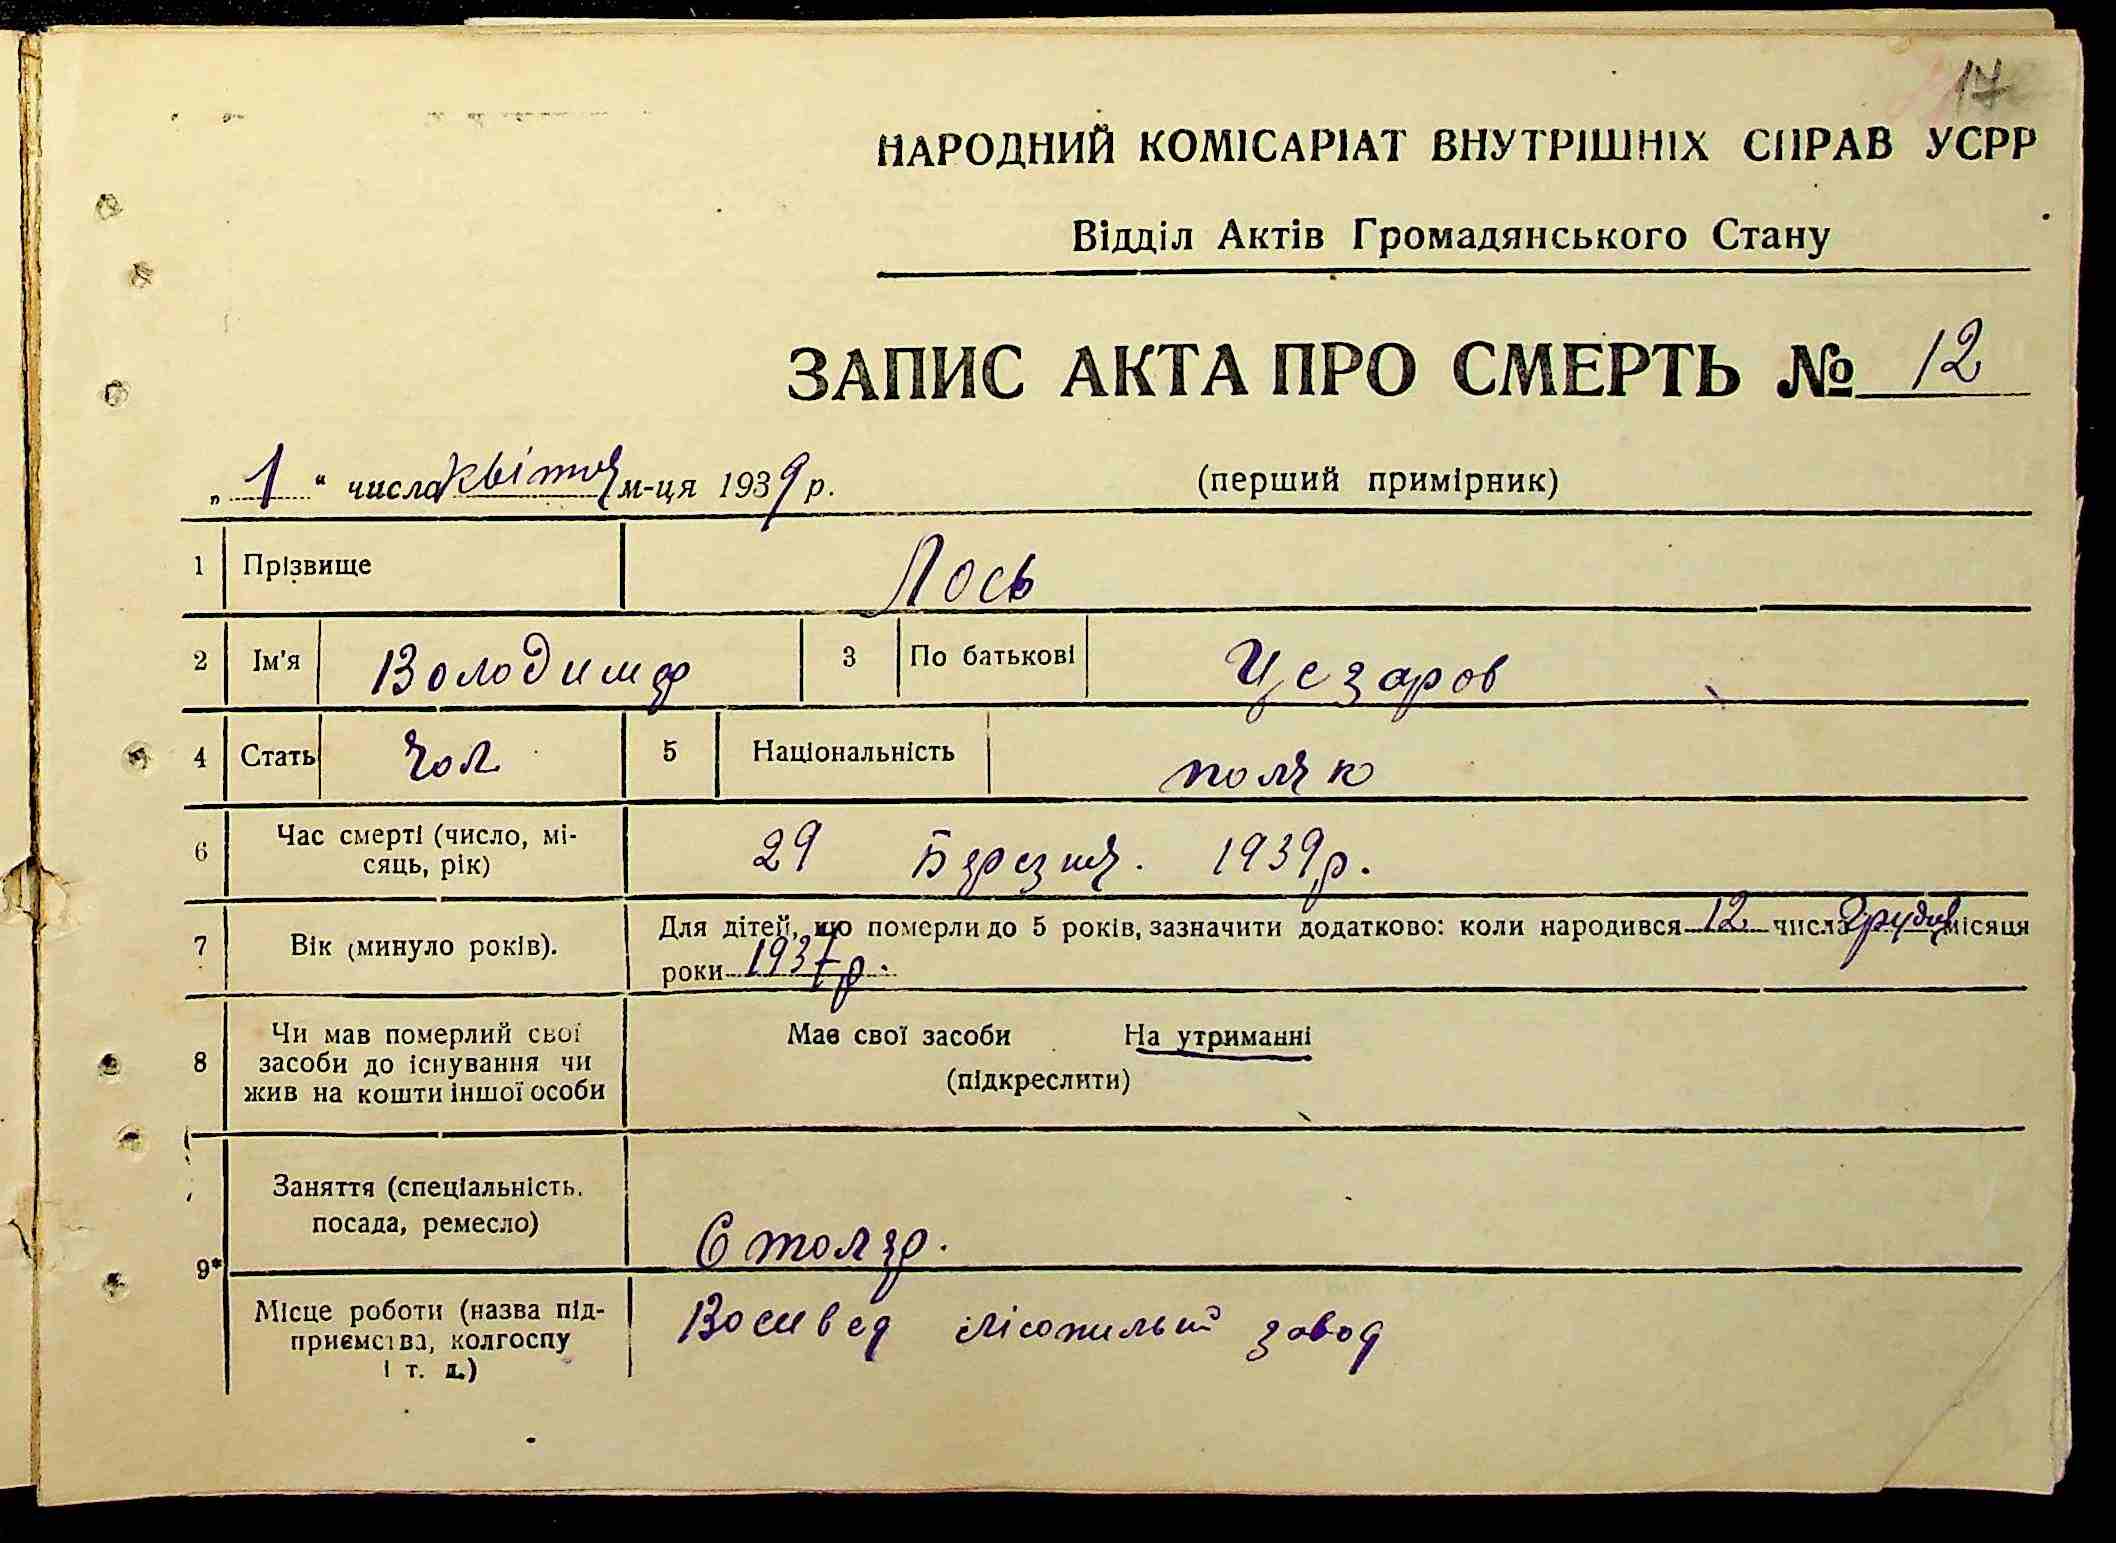 17
НАРОДНИЙ КОМІСАРІАТ ВНУТРІШНІХ СПРАВ УСРР
Відділ Актів Громадянського Стану
ЗАПИС АКТА ПРО СМЕРТЬ № 12
„ 1 “ числа квітня м-ця 1939 р. (перший примірник)
1 Прізвище Лось
2 Ім'я Володимир 3 По батькові Цезаров
4 Стать чол 5 Національність поляк
6 Час смерті (число, мі-
сяць, рік) 29 Березня. 1939 р.
7 Вік (минуло років). Для дітей, що померли до 5 років, зазначити додатково: коли народився 12 числа грудня місяця
роки 1937 р.
8 Чи мав померлий свої
засоби до існування чи
жив на кошти іншої особи Має свої засоби На утриманні
(підкреслити)
9* Заняття (спеціальність,
посада, ремесло) Столяр.
Місце роботи (назва під-
приємства, колгоспу
і т. д.) лісопильний завод